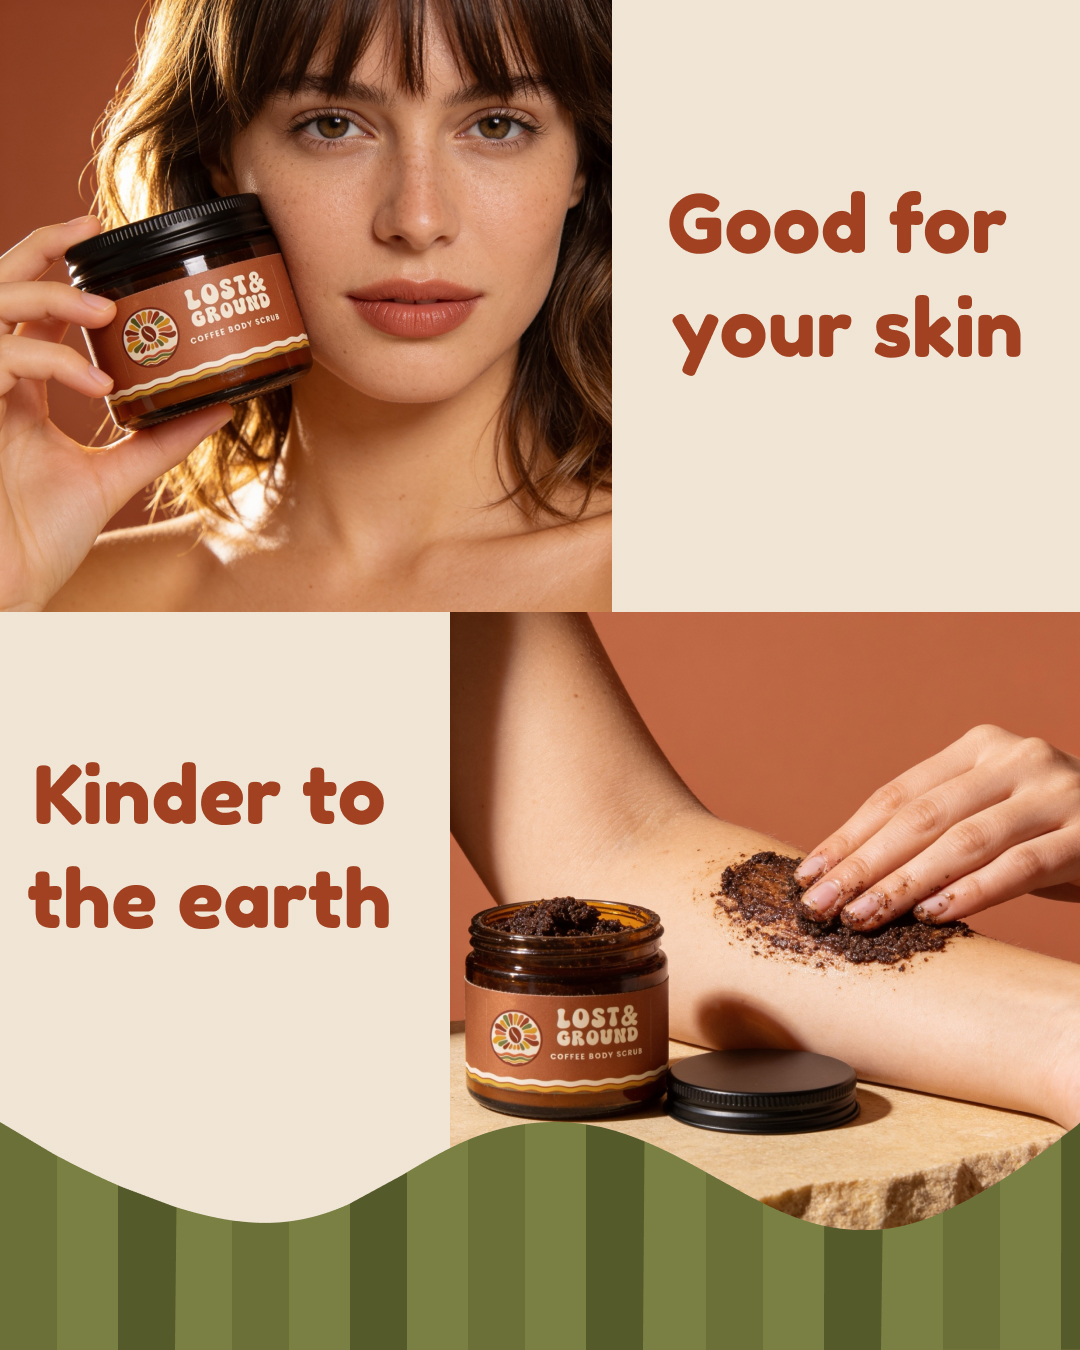 LOST&
GROUND
COFFEE BODY SCRUB
Good for
your skin
Kinder to
the earth
LOST&
GROUND
COFFEE BODY SCRUB